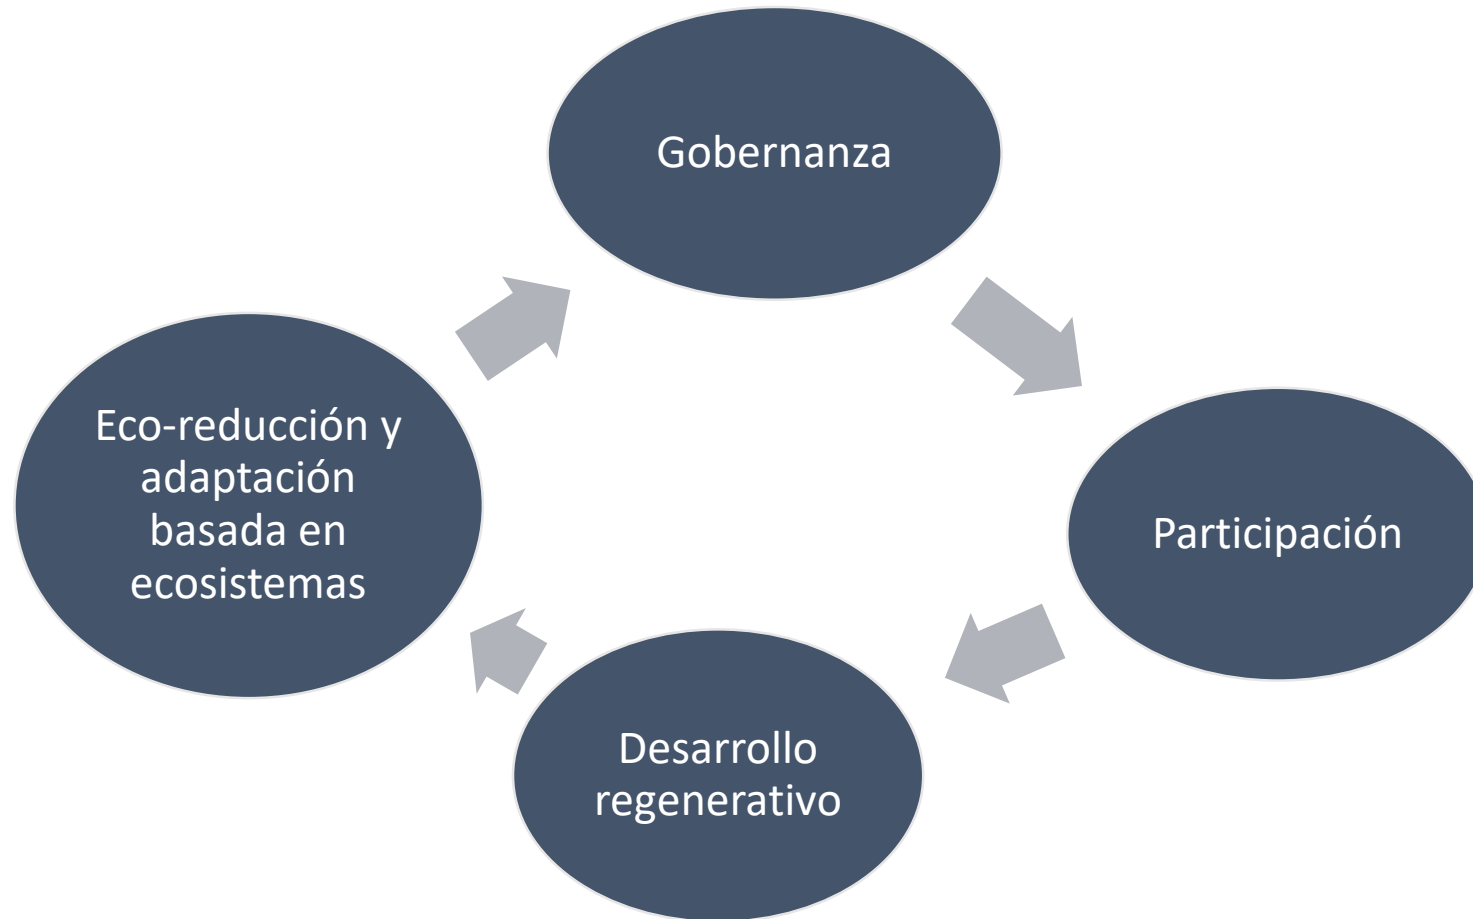 Gobernanza
Eco-reducción y
adaptación
basada en
ecosistemas
Participación
Desarrollo
regenerativo